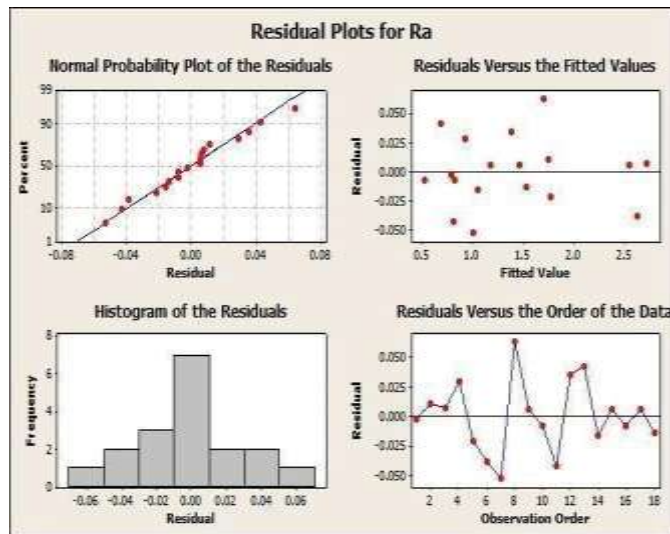 Residual Plots for Ra
Normal Probability Plot of the Residuals
Residuals Versus the Fitted Values
99
90
50
10
1
Percent
-0.08 -0.04 0.00 0.04 0.08
Residual
0.050
0.025
0.000
-0.025
-0.050
Residual
0.5 1.0 1.5 2.0 2.5
Fitted Value
Histogram of the Residuals
Residuals Versus the Order of the Data
8
6
4
2
0
Frequency
-0.06 -0.04 -0.02 0.00 0.02 0.04 0.06
Residual
0.050
0.025
0.000
-0.025
-0.050
Residual
2 4 6 8 10 12 14 16 18
Observation Order